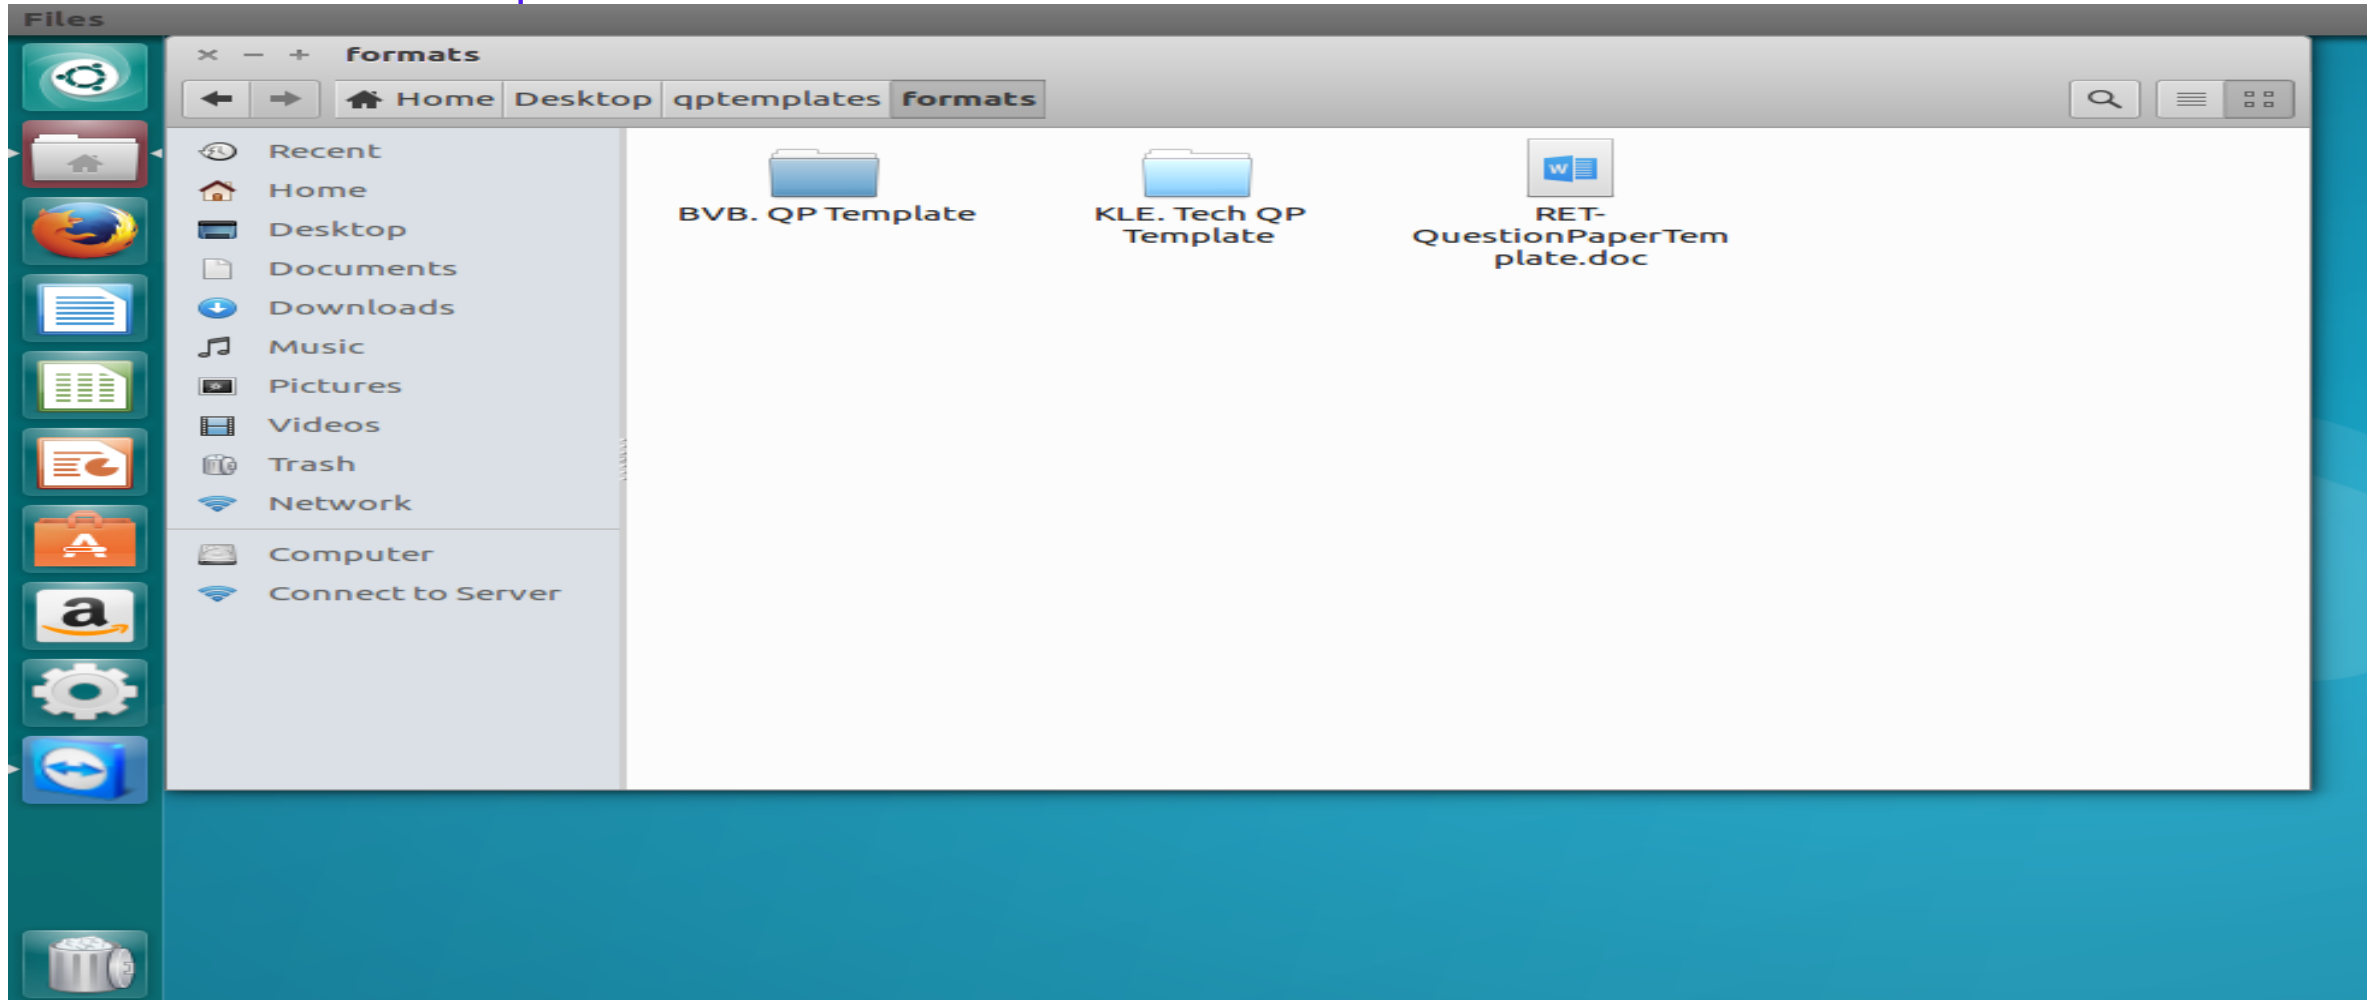 Files
formats
Home Desktop qptemplates formats
Recent
Home
Desktop
Documents
Downloads
Music
Pictures
Videos
Trash
Network
Computer
Connect to Server
BVB. QP Template
KLE. Tech QP
Template
RET-
QuestionPaperTem
plate.doc